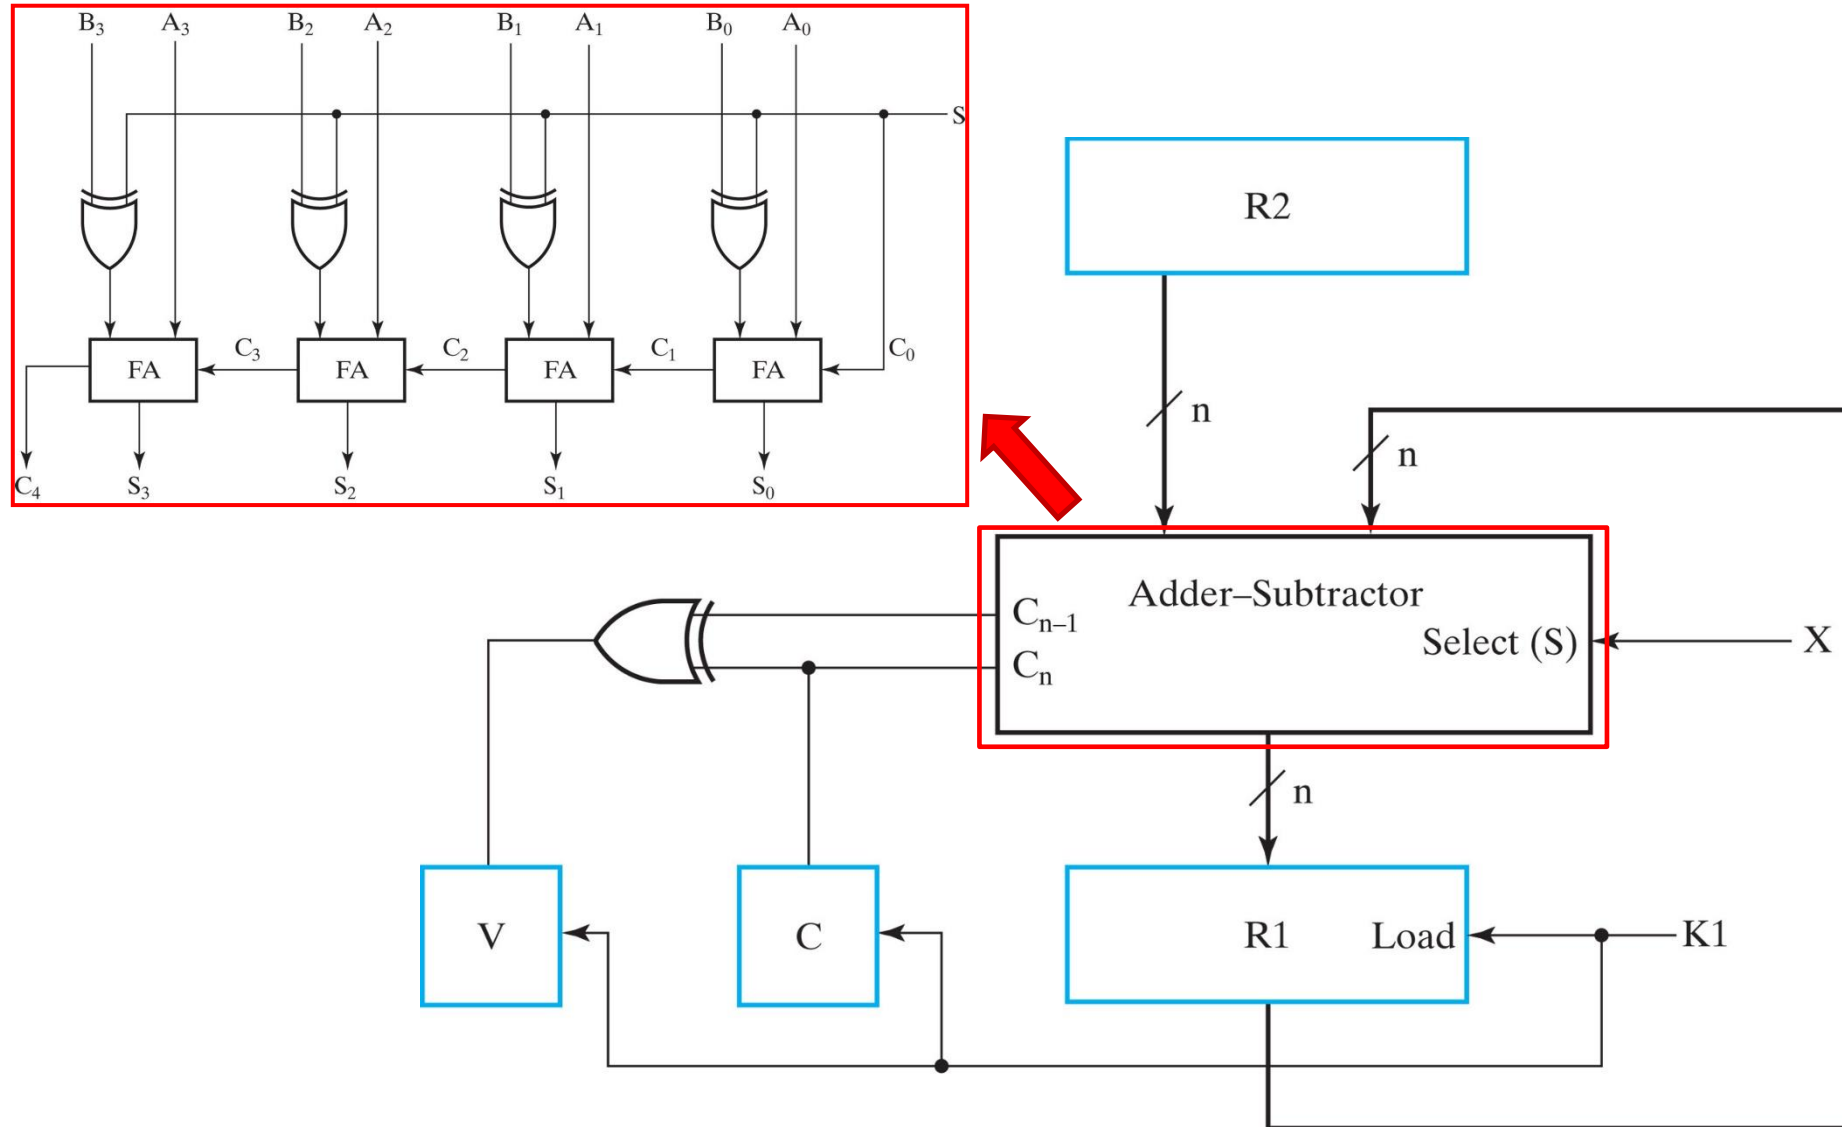 B₃ A₃ B₂ A₂ B₁ A₁ B₀ A₀
S
C₃ C₂ C₁ C₀
FA FA FA FA
C₄ S₃ S₂ S₁ S₀
R2
n
n
Adder–Subtractor
Cₙ₋₁
Select (S) X
Cₙ
n
V C R1 Load K1